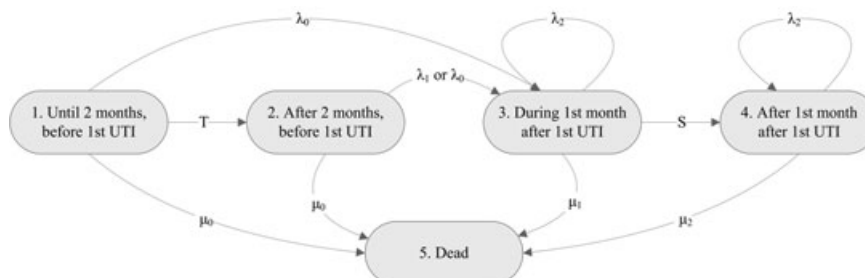 λ₀
λ₂
λ₂
λ₁ or λ₀
1. Until 2 months,
before 1st UTI
T
2. After 2 months,
before 1st UTI
3. During 1st month
after 1st UTI
S
4. After 1st month
after 1st UTI
μ₀
μ₀
μ₁
μ₂
5. Dead